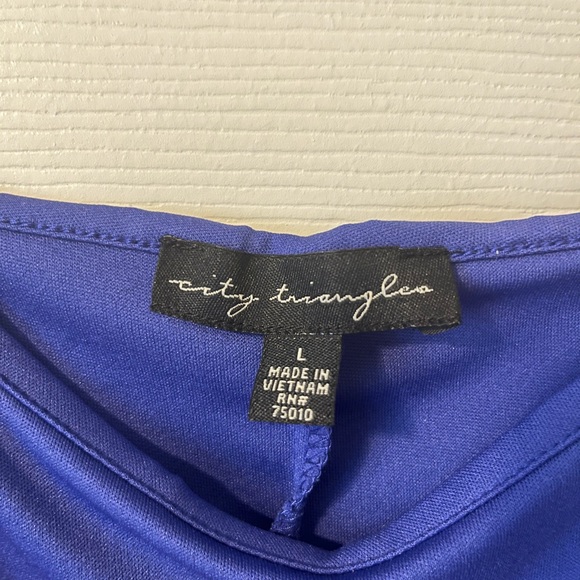 city triangles
L
MADE IN
VIETNAM
RN#
75010